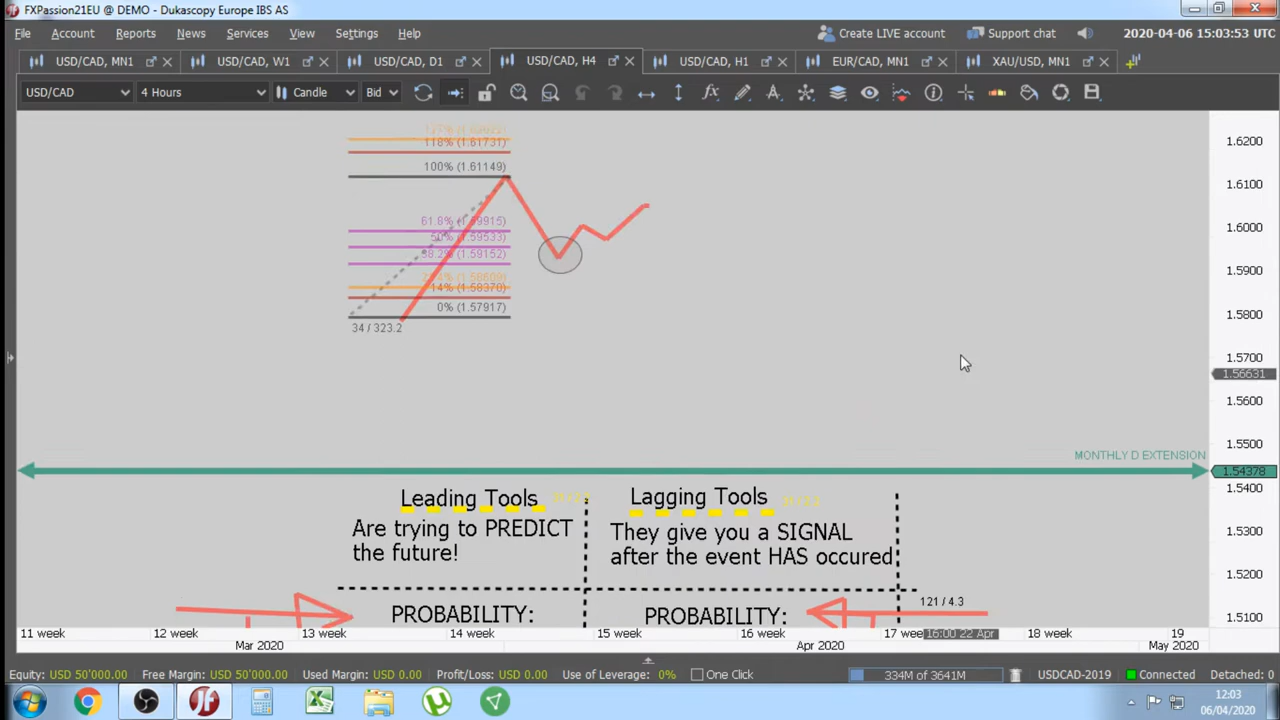 FXPassion21EU @ DEMO - Dukascopy Europe IBS AS
File Account Reports News Services View Settings Help
Create LIVE account Support chat 2020-04-06 15:03:53 UTC
USD/CAD, MN1 USD/CAD, W1 USD/CAD, D1 USD/CAD, H4 USD/CAD, H1 EUR/CAD, MN1 XAU/USD, MN1
USD/CAD 4 Hours Candle Bid
118% (1.61731)
100% (1.61149)
61.8% (1.59915)
50% (1.59533)
38.2% (1.59152)
14% (1.58370)
0% (1.57917)
34 / 323.2
1.6200
1.6100
1.6000
1.5900
1.5800
1.5700
1.56631
1.5600
1.5500
MONTHLY D EXTENSION
1.54378
1.5400
1.5300
1.5200
1.5100
Leading Tools
Are trying to PREDICT
the future!
PROBABILITY:
Lagging Tools
They give you a SIGNAL
after the event HAS occured
PROBABILITY:
121 / 4.3
11 week 12 week 13 week 14 week 15 week 16 week 17 wee 16:00 22 Apr 18 week 19
Mar 2020 Apr 2020 May 2020
Equity: USD 50'000.00 Free Margin: USD 50'000.00 Used Margin: USD 0.00 Profit/Loss: USD 0.00 Use of Leverage: 0% One Click 334M of 3641M USDCAD-2019 Connected Detached: 0
12:03
06/04/2020